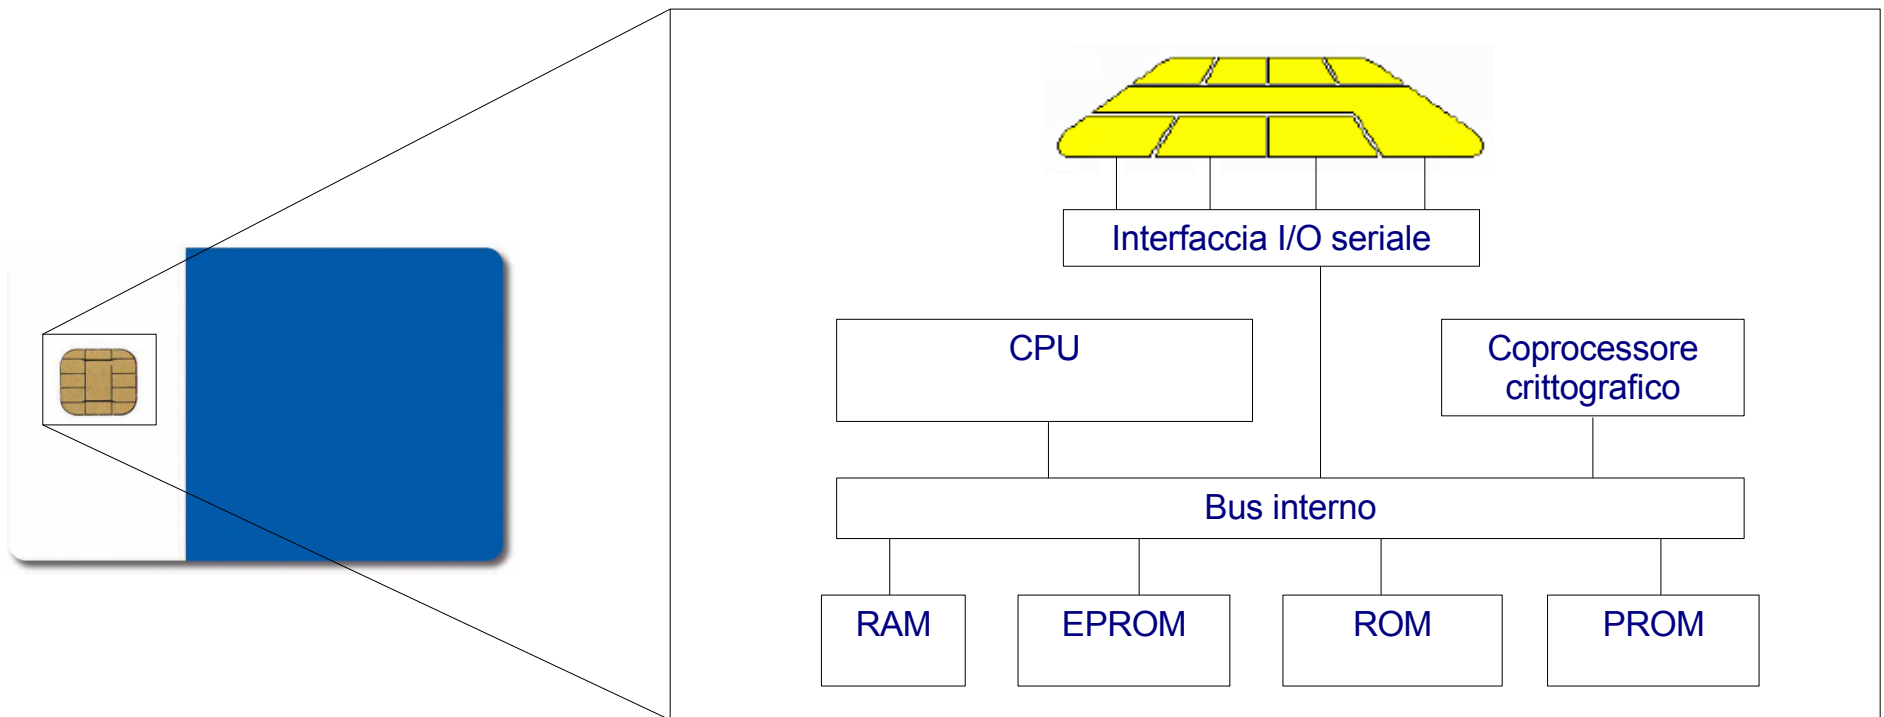 Interfaccia I/O seriale
CPU
Coprocessore
crittografico
Bus interno
RAM
EPROM
ROM
PROM